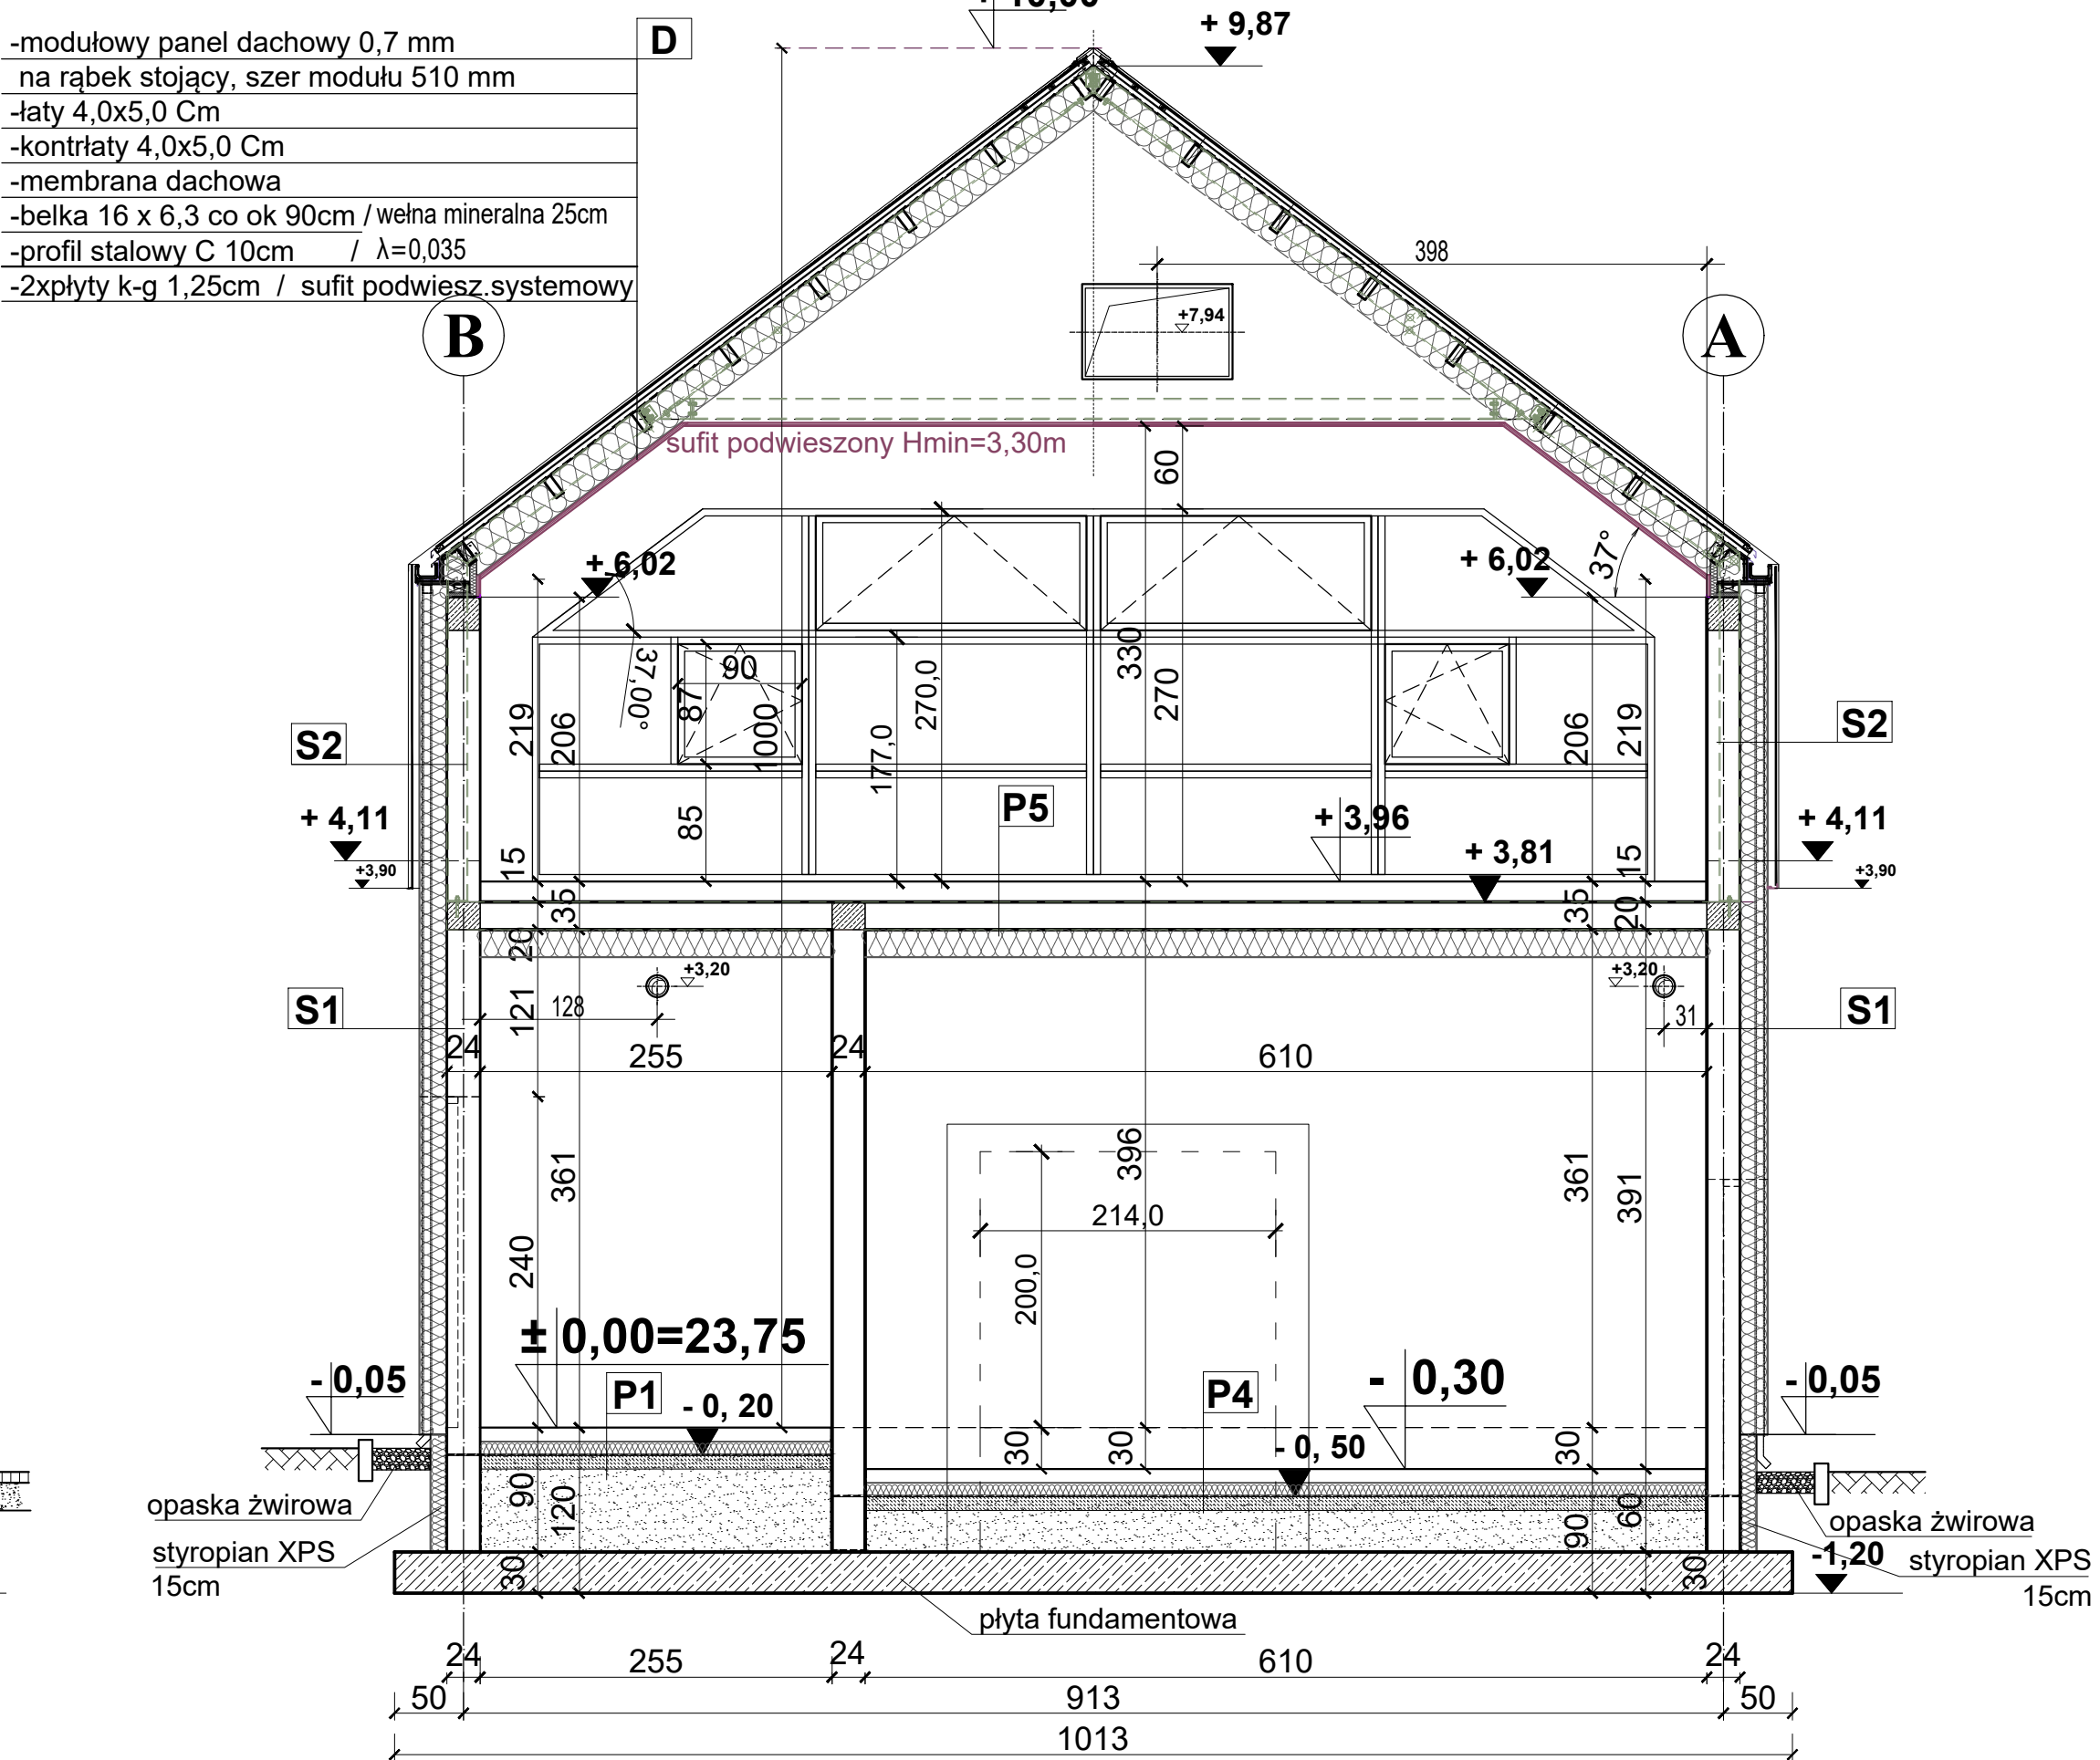 + 9,87
-modułowy panel dachowy 0,7 mm
D
na rąbek stojący, szer modułu 510 mm
-łaty 4,0x5,0 Cm
-kontrłaty 4,0x5,0 Cm
-membrana dachowa
-belka 16 x 6,3 co ok 90cm / wełna mineralna 25cm
-profil stalowy C 10cm / λ=0,035
-2xpłyty k-g 1,25cm / sufit podwiesz.systemowy
398
+7,94
B
A
sufit podwieszony Hmin=3,30m
60
+ 6,02
+ 6,02
37°
37,00°
90
87
330
270,0
270
219
206
1000
177,0
206
219
S2
S2
85
P5
+ 4,11
+ 3,96
+ 4,11
+ 3,81
15
15
+3,90
+3,90
35
35
20
20
+3,20
+3,20
S1
121
128
31
S1
24
255
24
610
361
396
361
391
214,0
240
200,0
± 0,00=23,75
- 0,05
P1
- 0, 20
P4
- 0,30
- 0,05
30
30
30
- 0, 50
90
120
60
90
opaska żwirowa
opaska żwirowa
styropian XPS
15cm
30
30
-1,20
styropian XPS
15cm
płyta fundamentowa
24
255
24
610
24
50
913
50
1013